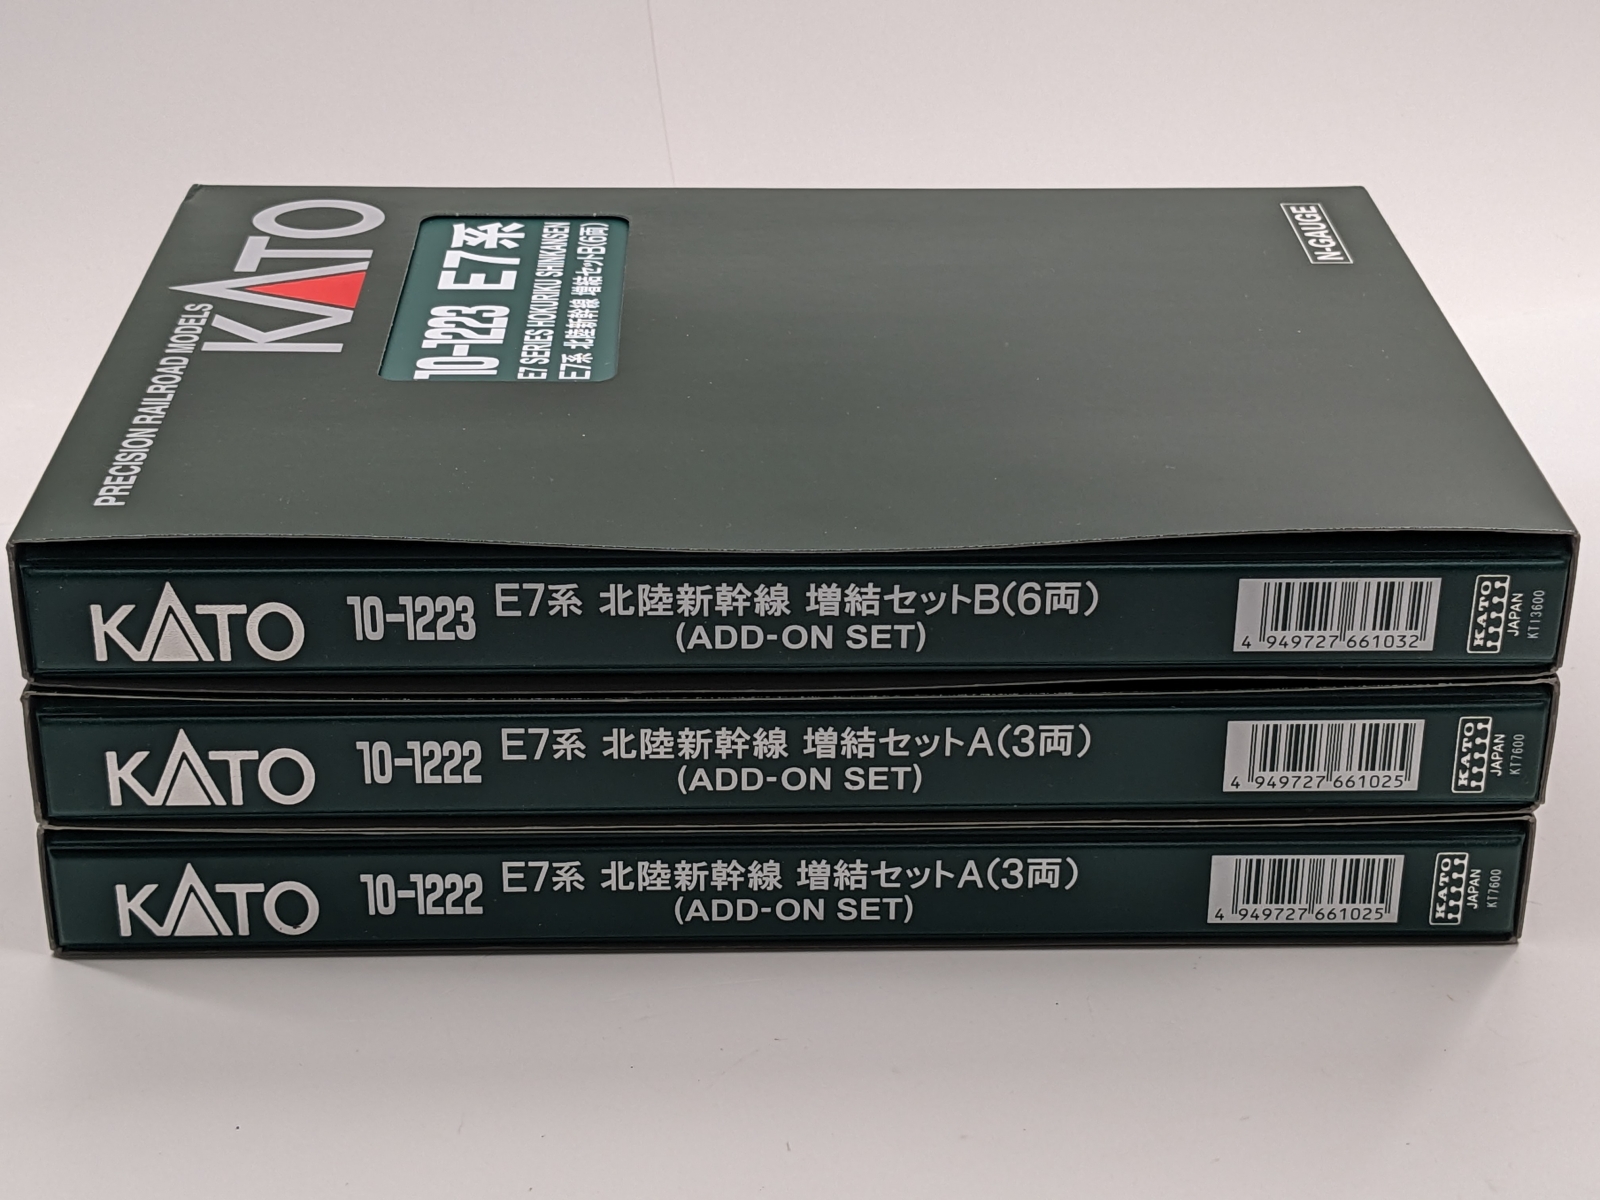 PRECISION RAILROAD MODELS
KATO
10-1223 E7系
E7 SERIES HOKURIKU SHINKANSEN
E7系 北陸新幹線 増結セットB(6両)
N-GAUGE
KATO 10-1223 E7系 北陸新幹線 増結セットB(6両)
(ADD-ON SET)
4 949727 661032
KATO
JAPAN
KT13600
KATO 10-1222 E7系 北陸新幹線 増結セットA(3両)
(ADD-ON SET)
4 949727 661025
KATO
JAPAN
KT7600
KATO 10-1222 E7系 北陸新幹線 増結セットA(3両)
(ADD-ON SET)
4 949727 661025
KATO
JAPAN
KT7600